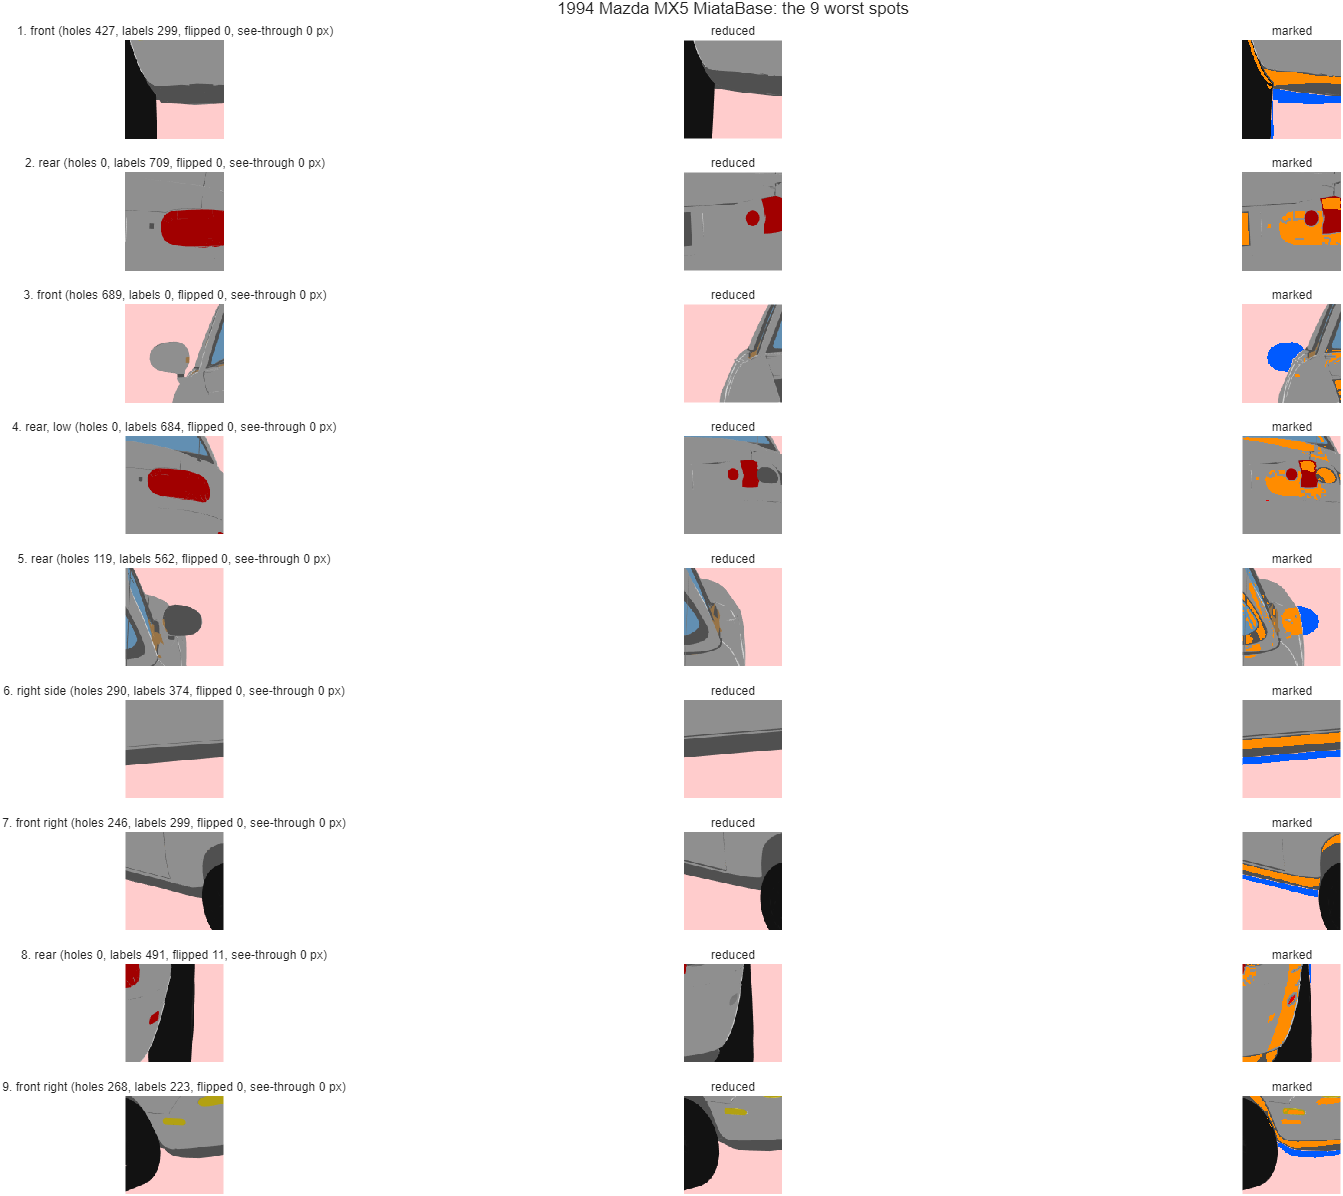 1994 Mazda MX5 MiataBase: the 9 worst spots
1. front (holes 427, labels 299, flipped 0, see-through 0 px)
reduced
marked
2. rear (holes 0, labels 709, flipped 0, see-through 0 px)
reduced
marked
3. front (holes 689, labels 0, flipped 0, see-through 0 px)
reduced
marked
4. rear, low (holes 0, labels 684, flipped 0, see-through 0 px)
reduced
marked
5. rear (holes 119, labels 562, flipped 0, see-through 0 px)
reduced
marked
6. right side (holes 290, labels 374, flipped 0, see-through 0 px)
reduced
marked
7. front right (holes 246, labels 299, flipped 0, see-through 0 px)
reduced
marked
8. rear (holes 0, labels 491, flipped 11, see-through 0 px)
reduced
marked
9. front right (holes 268, labels 223, flipped 0, see-through 0 px)
reduced
marked